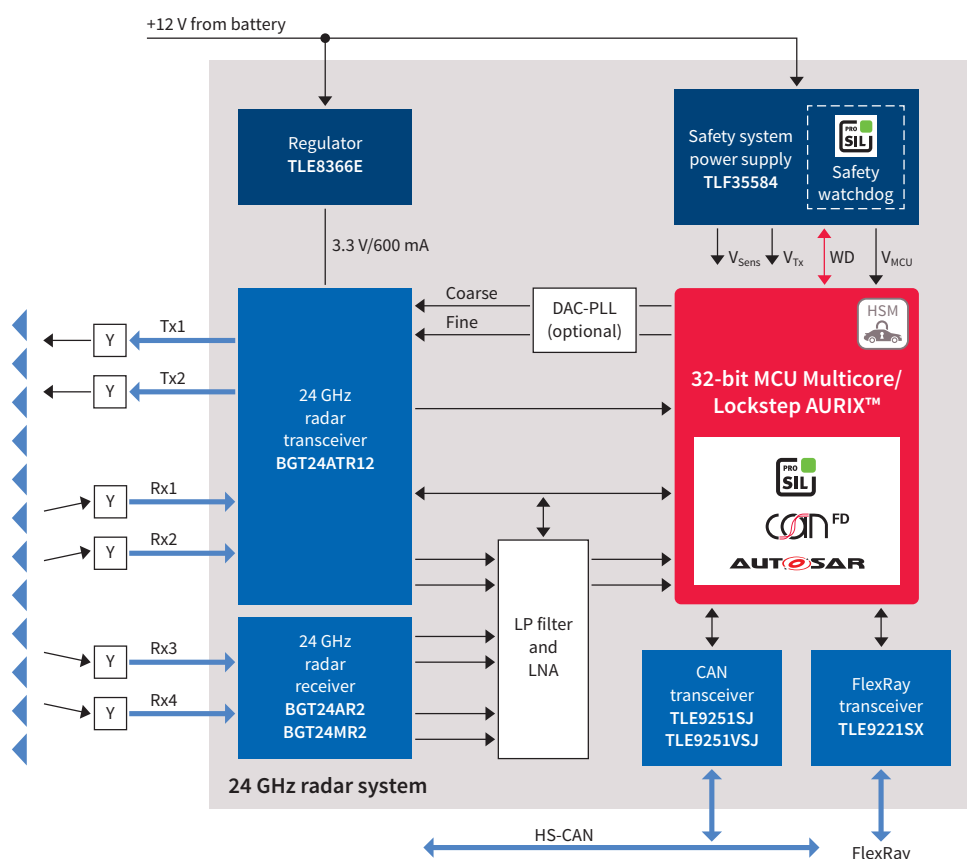 +12 V from battery
Regulator
TLE8366E
Safety system
power supply
TLF35584
PRO
SIL
Safety
watchdog
3.3 V/600 mA
VSens
VTx
WD
VMCU
Coarse
Fine
DAC-PLL
(optional)
HSM
32-bit MCU Multicore/
Lockstep AURIX™
PRO
SIL
CAN FD
AUTOSAR
Y
Tx1
Y
Tx2
24 GHz
radar
transceiver
BGT24ATR12
Y
Rx1
Y
Rx2
Y
Rx3
Y
Rx4
24 GHz
radar
receiver
BGT24AR2
BGT24MR2
LP filter
and
LNA
CAN
transceiver
TLE9251SJ
TLE9251VSJ
FlexRay
transceiver
TLE9221SX
24 GHz radar system
HS-CAN
FlexRay